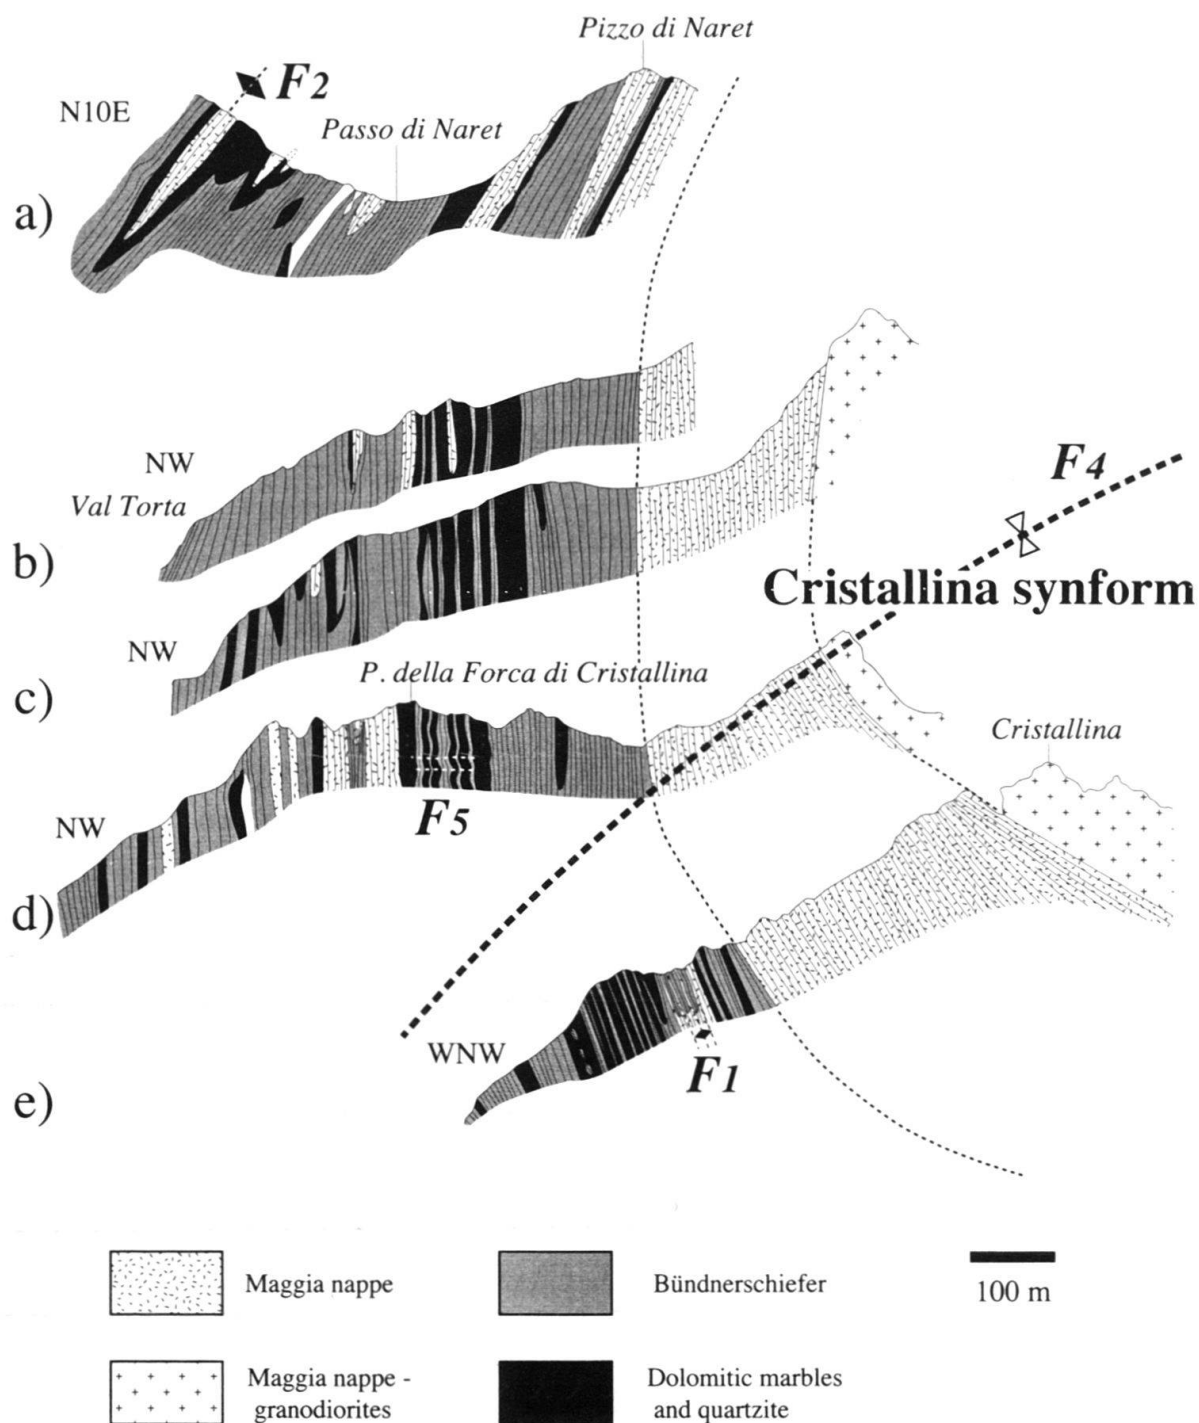 Pizzo di Naret
F2
N10E
Passo di Naret
a)
NW
Val Torta
b)
F4
Cristallina synform
NW
c)
P. della Forca di Cristallina
Cristallina
NW
F5
d)
WNW
F1
e)
Maggia nappe
Bündnerschiefer
100 m
Maggia nappe -
granodiorites
Dolomitic marbles
and quartzite